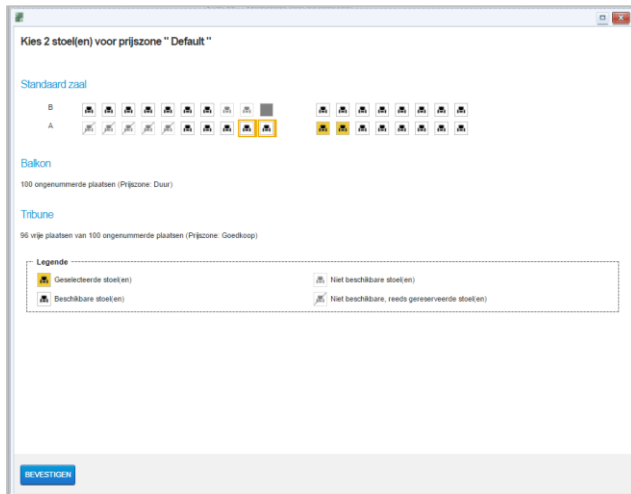 Kies 2 stoel(en) voor prijszone " Default "
Standaard zaal
B
A
Balkon
100 ongenummerde plaatsen (Prijszone: Duur)
Tribune
96 vrije plaatsen van 100 ongenummerde plaatsen (Prijszone: Goedkoop)
Legende
Geselecteerde stoel(en)
Niet beschikbare stoel(en)
Beschikbare stoel(en)
Niet beschikbare, reeds gereserveerde stoel(en)
BEVESTIGEN